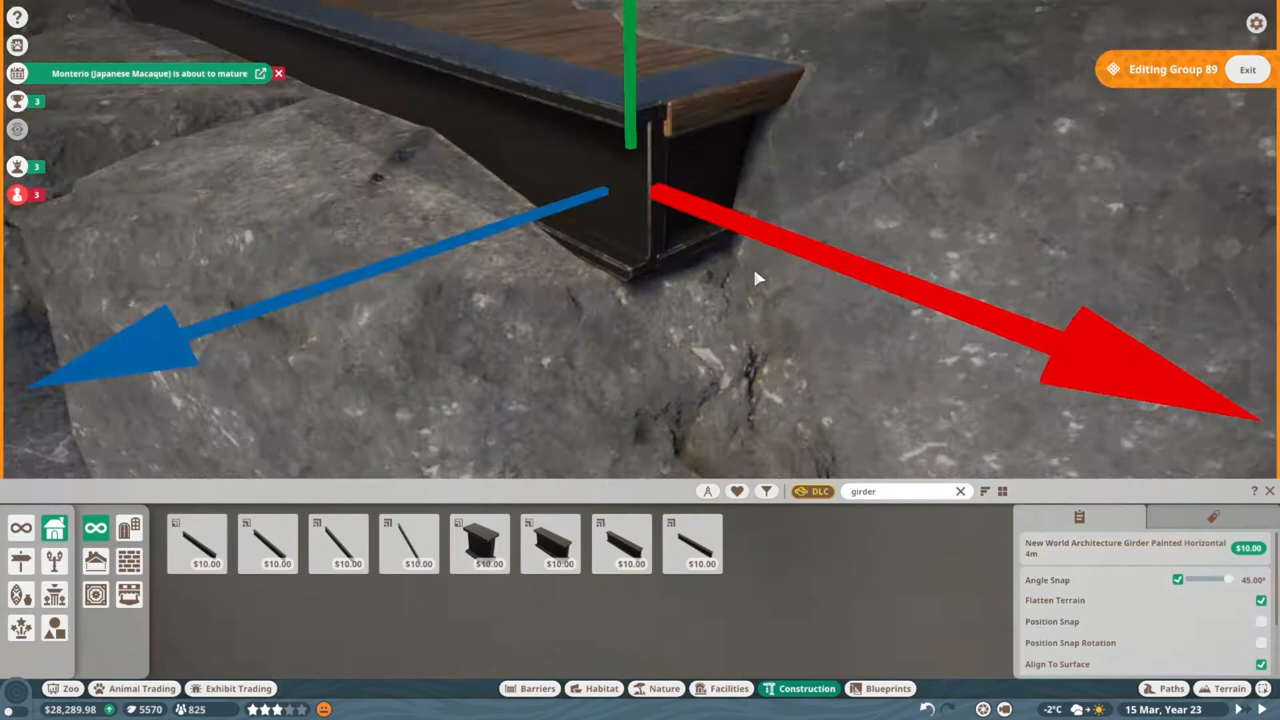 ?
Monterio (Japanese Macaque) is about to mature
3
3
3
Editing Group 89
Exit
DLC
girder
?
$10.00
$10.00
$10.00
$10.00
$10.00
$10.00
$10.00
$10.00
New World Architecture Girder Painted Horizontal
4m
$10.00
Angle Snap
45.00°
Flatten Terrain
Position Snap
Position Snap Rotation
Align To Surface
Zoo
Animal Trading
Exhibit Trading
Barriers
Habitat
Nature
Facilities
Construction
Blueprints
Paths
Terrain
$28,289.98
5570
825
-2°C
15 Mar, Year 23